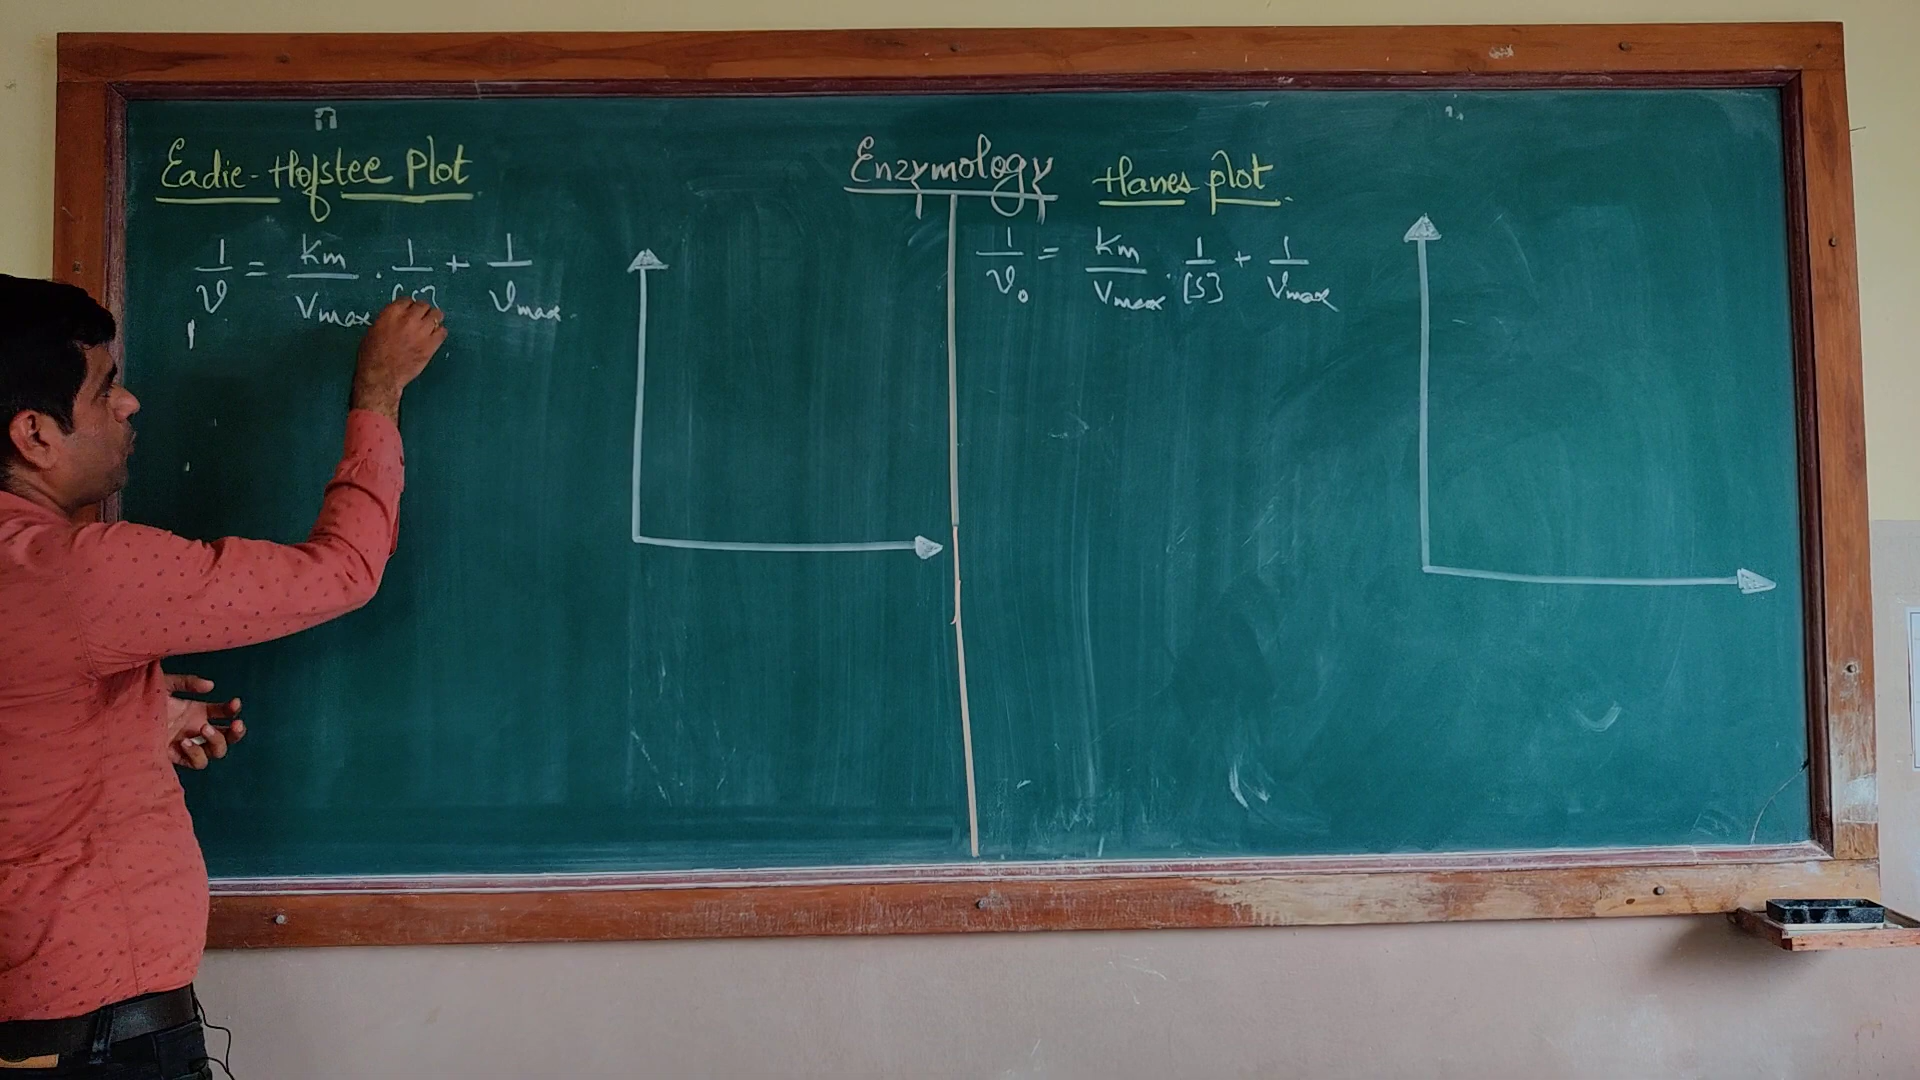 Enzymology
Eadie-Hofstee Plot
1/v = Km/Vmax · 1/[S] + 1/Vmax
Hanes plot
1/v₀ = Km/Vmax · 1/[S] + 1/Vmax